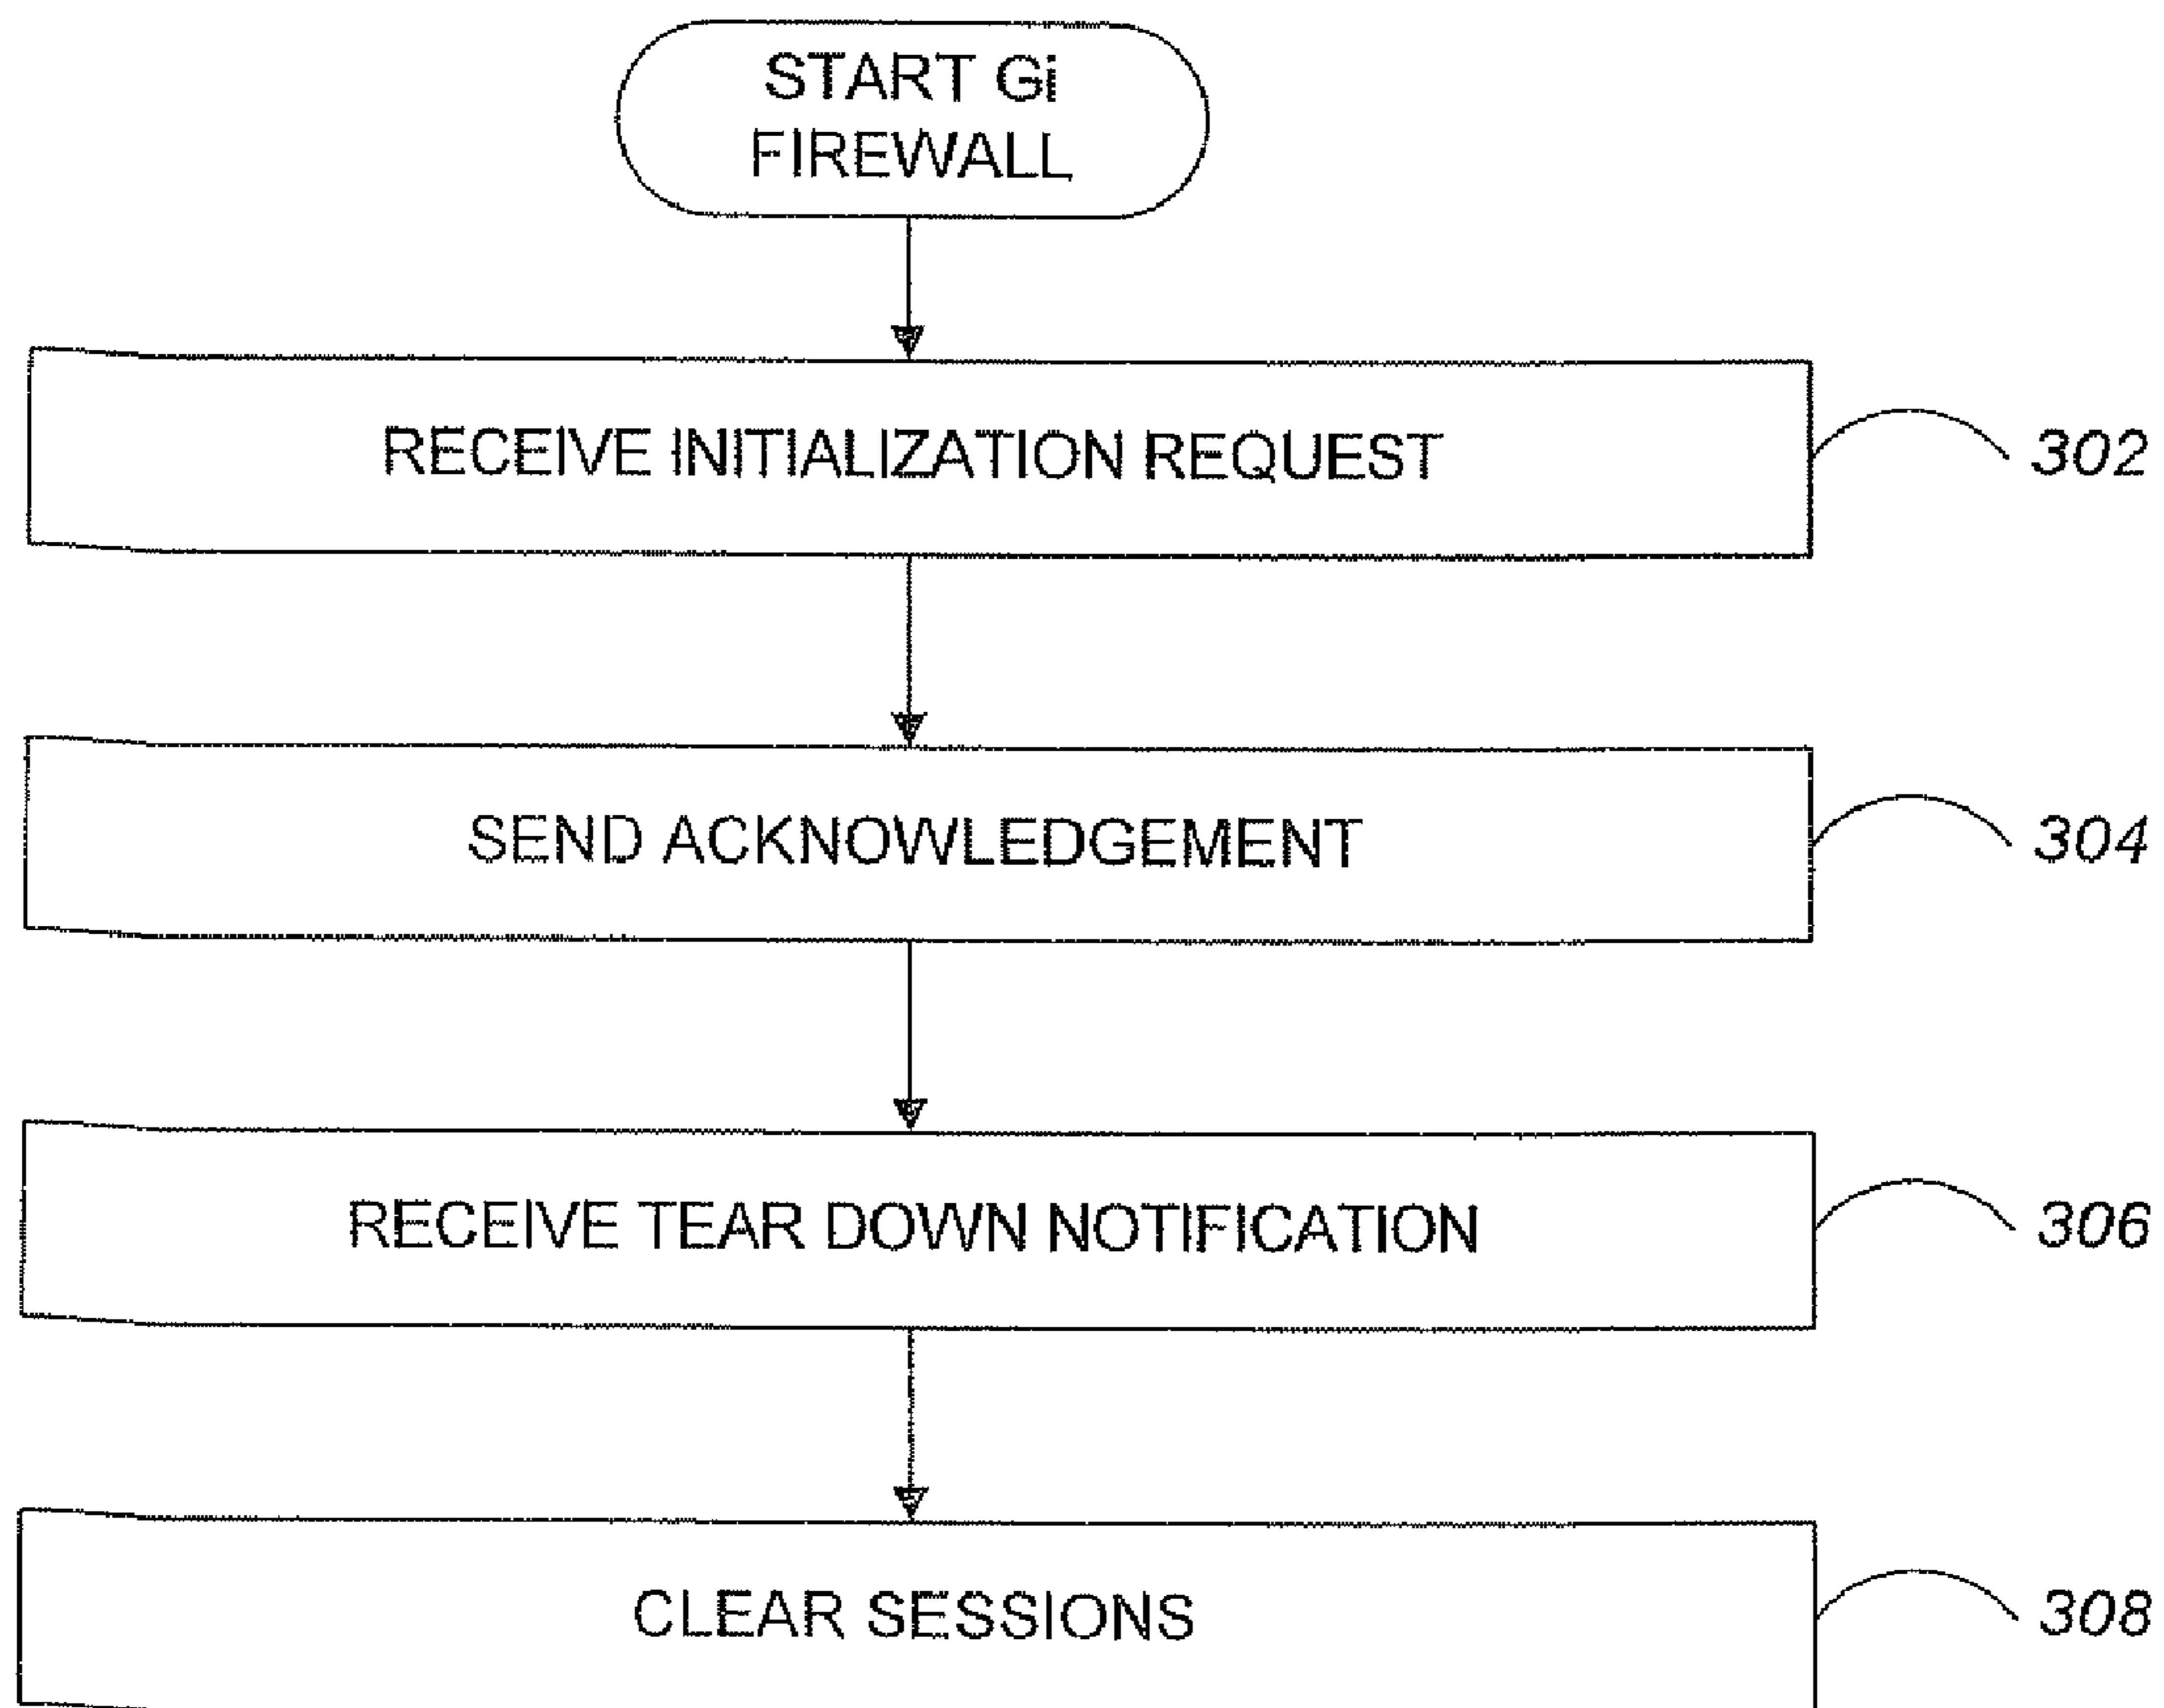 START Gi
FIREWALL
RECEIVE INITIALIZATION REQUEST
302
SEND ACKNOWLEDGEMENT
304
RECEIVE TEAR DOWN NOTIFICATION
306
CLEAR SESSIONS
308